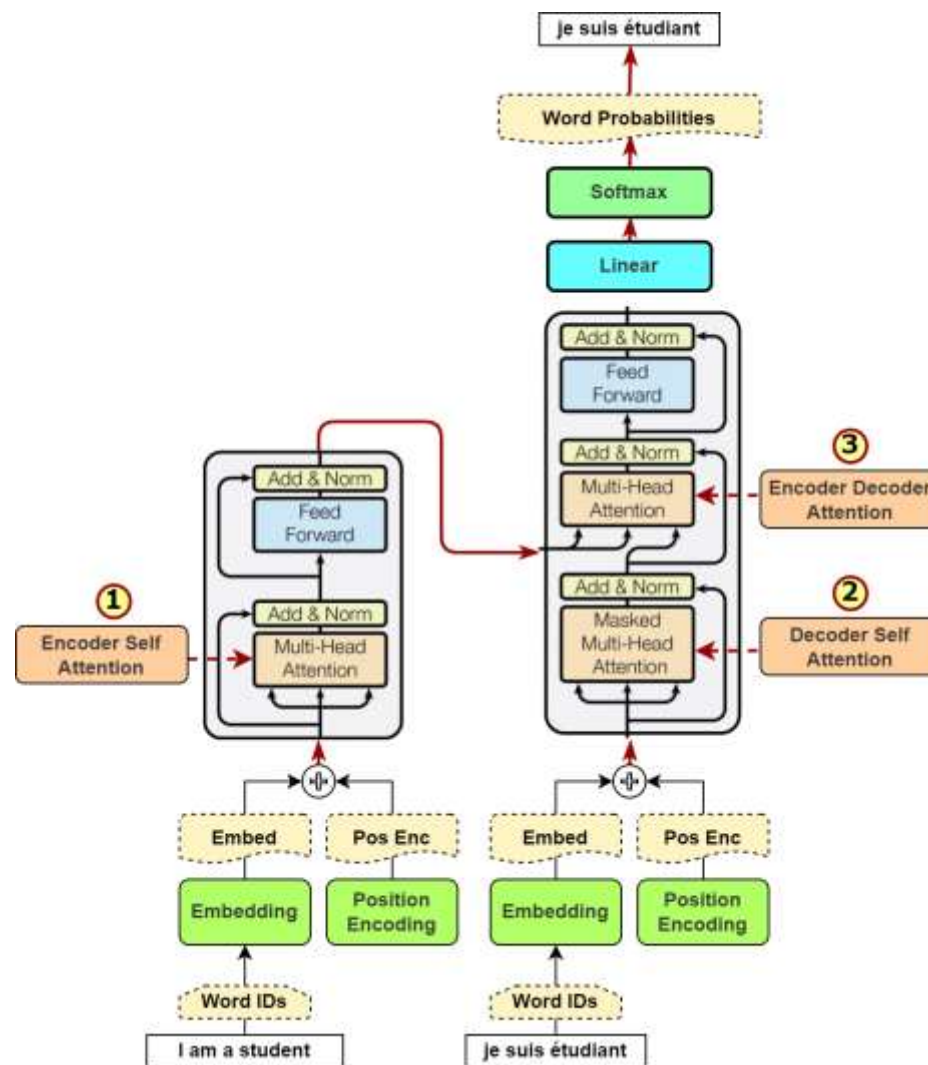 je suis étudiant
Word Probabilities
Softmax
Linear
Add & Norm
Feed
Forward
Add & Norm
Multi-Head
Attention
3
Encoder Decoder
Attention
Add & Norm
Masked
Multi-Head
Attention
2
Decoder Self
Attention
Add & Norm
Feed
Forward
1
Encoder Self
Attention
Add & Norm
Multi-Head
Attention
Embed
Pos Enc
Embedding
Position
Encoding
Word IDs
I am a student
Embed
Pos Enc
Embedding
Position
Encoding
Word IDs
je suis étudiant